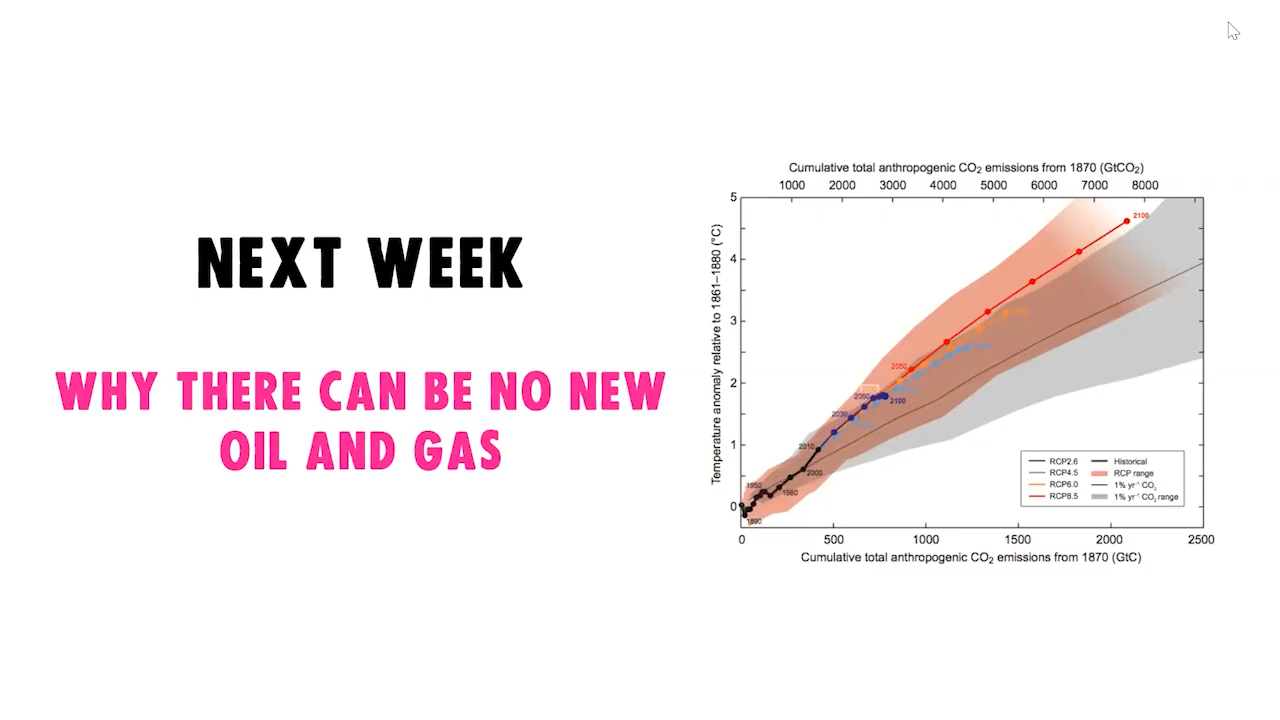 NEXT WEEK
WHY THERE CAN BE NO NEW
OIL AND GAS
Cumulative total anthropogenic CO2 emissions from 1870 (GtCO2)
1000 2000 3000 4000 5000 6000 7000 8000
Temperature anomaly relative to 1861–1880 (°C)
5
4
3
2
1
0
2100
2050
2050
2100
2030
2010
2000
1950
1980
1890
RCP2.6
RCP4.5
RCP6.0
RCP8.5
Historical
RCP range
1% yr⁻¹ CO2
1% yr⁻¹ CO2 range
0 500 1000 1500 2000 2500
Cumulative total anthropogenic CO2 emissions from 1870 (GtC)